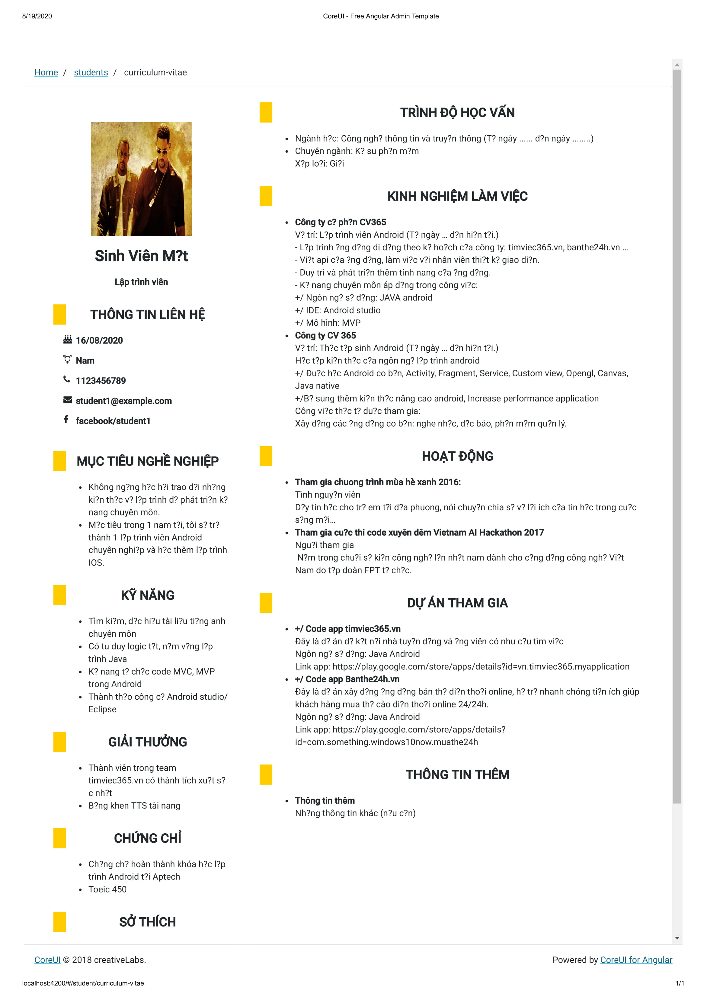 8/19/2020
CoreUI - Free Angular Admin Template
Home / students / curriculum-vitae
Sinh Viên M?t
Lập trình viên
THÔNG TIN LIÊN HỆ
16/08/2020
Nam
1123456789
student1@example.com
facebook/student1
MỤC TIÊU NGHỀ NGHIỆP
Không ng?ng h?c h?i trao d?i nh?ng
ki?n th?c v? l?p trình d? phát tri?n k?
nang chuyên môn.
M?c tiêu trong 1 nam t?i, tôi s? tr?
thành 1 l?p trình viên Android
chuyên nghi?p và h?c thêm l?p trình
IOS.
KỸ NĂNG
Tìm ki?m, d?c hi?u tài li?u ti?ng anh
chuyên môn
Có tu duy logic t?t, n?m v?ng l?p
trình Java
K? nang t? ch?c code MVC, MVP
trong Android
Thành th?o công c? Android studio/
Eclipse
GIẢI THƯỞNG
Thành viên trong team
timviec365.vn có thành tích xu?t s?
c nh?t
B?ng khen TTS tài nang
CHỨNG CHỈ
Ch?ng ch? hoàn thành khóa h?c l?p
trình Android t?i Aptech
Toeic 450
SỞ THÍCH
TRÌNH ĐỘ HỌC VẤN
Ngành h?c: Công ngh? thông tin và truy?n thông (T? ngày ...... d?n ngày ........)
Chuyên ngành: K? su ph?n m?m
X?p lo?i: Gi?i
KINH NGHIỆM LÀM VIỆC
Công ty c? ph?n CV365
V? trí: L?p trình viên Android (T? ngày ... d?n hi?n t?i.)
- L?p trình ?ng d?ng di d?ng theo k? ho?ch c?a công ty: timviec365.vn, banthe24h.vn ...
- Vi?t api c?a ?ng d?ng, làm vi?c v?i nhân viên thi?t k? giao di?n.
- Duy trì và phát tri?n thêm tính nang c?a ?ng d?ng.
- K? nang chuyên môn áp d?ng trong công vi?c:
+/ Ngôn ng? s? d?ng: JAVA android
+/ IDE: Android studio
+/ Mô hình: MVP
Công ty CV 365
V? trí: Th?c t?p sinh Android (T? ngày ... d?n hi?n t?i.)
H?c t?p ki?n th?c c?a ngôn ng? l?p trình android
+/ Đu?c h?c Android co b?n, Activity, Fragment, Service, Custom view, Opengl, Canvas,
Java native
+/B? sung thêm ki?n th?c nâng cao android, Increase performance application
Công vi?c th?c t? du?c tham gia:
Xây d?ng các ?ng d?ng co b?n: nghe nh?c, d?c báo, ph?n m?m qu?n lý.
HOẠT ĐỘNG
Tham gia chuong trình mùa hè xanh 2016:
Tình nguy?n viên
D?y tin h?c cho tr? em t?i d?a phuong, nói chuy?n chia s? v? l?i ích c?a tin h?c trong cu?c
s?ng m?i...
Tham gia cu?c thi code xuyên dêm Vietnam AI Hackathon 2017
Ngu?i tham gia
N?m trong chu?i s? ki?n công ngh? l?n nh?t nam dành cho c?ng d?ng công ngh? Vi?t
Nam do t?p doàn FPT t? ch?c.
DỰ ÁN THAM GIA
+/ Code app timviec365.vn
Đây là d? án d? k?t n?i nhà tuy?n d?ng và ?ng viên có nhu c?u tìm vi?c
Ngôn ng? s? d?ng: Java Android
Link app: https://play.google.com/store/apps/details?id=vn.timviec365.myapplication
+/ Code app Banthe24h.vn
Đây là d? án xây d?ng ?ng d?ng bán th? di?n tho?i online, h? tr? nhanh chóng ti?n ích giúp
khách hàng mua th? cào di?n tho?i online 24/24h.
Ngôn ng? s? d?ng: Java Android
Link app: https://play.google.com/store/apps/details?
id=com.something.windows10now.muathe24h
THÔNG TIN THÊM
Thông tin thêm
Nh?ng thông tin khác (n?u c?n)
CoreUI © 2018 creativeLabs.
Powered by CoreUI for Angular
localhost:4200/#/student/curriculum-vitae
1/1